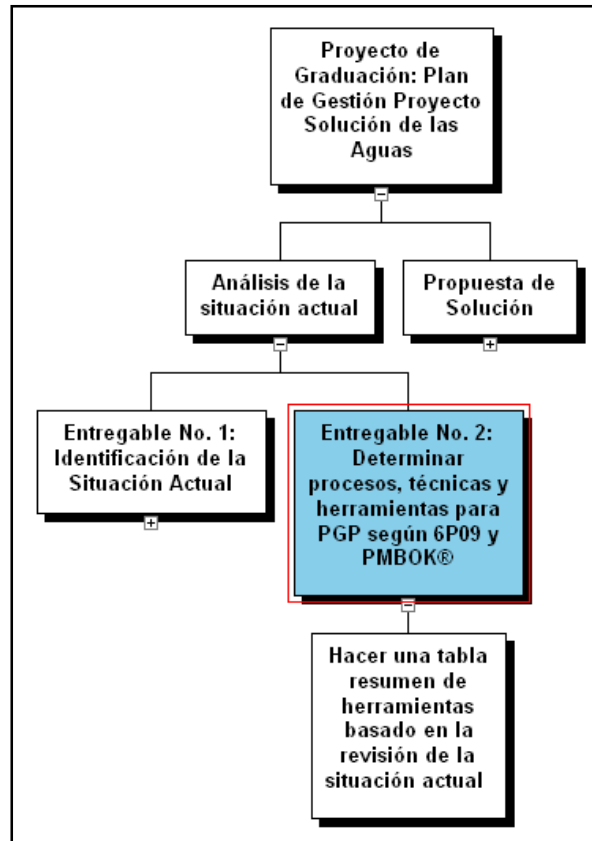 Proyecto de
Graduación: Plan
de Gestión Proyecto
Solución de las
Aguas
Análisis de la
situación actual
Propuesta de
Solución
Entregable No. 1:
Identificación de la
Situación Actual
Entregable No. 2:
Determinar
procesos, técnicas y
herramientas para
PGP según 6P09 y
PMBOK®
Hacer una tabla
resumen de
herramientas
basado en la
revisión de la
situación actual